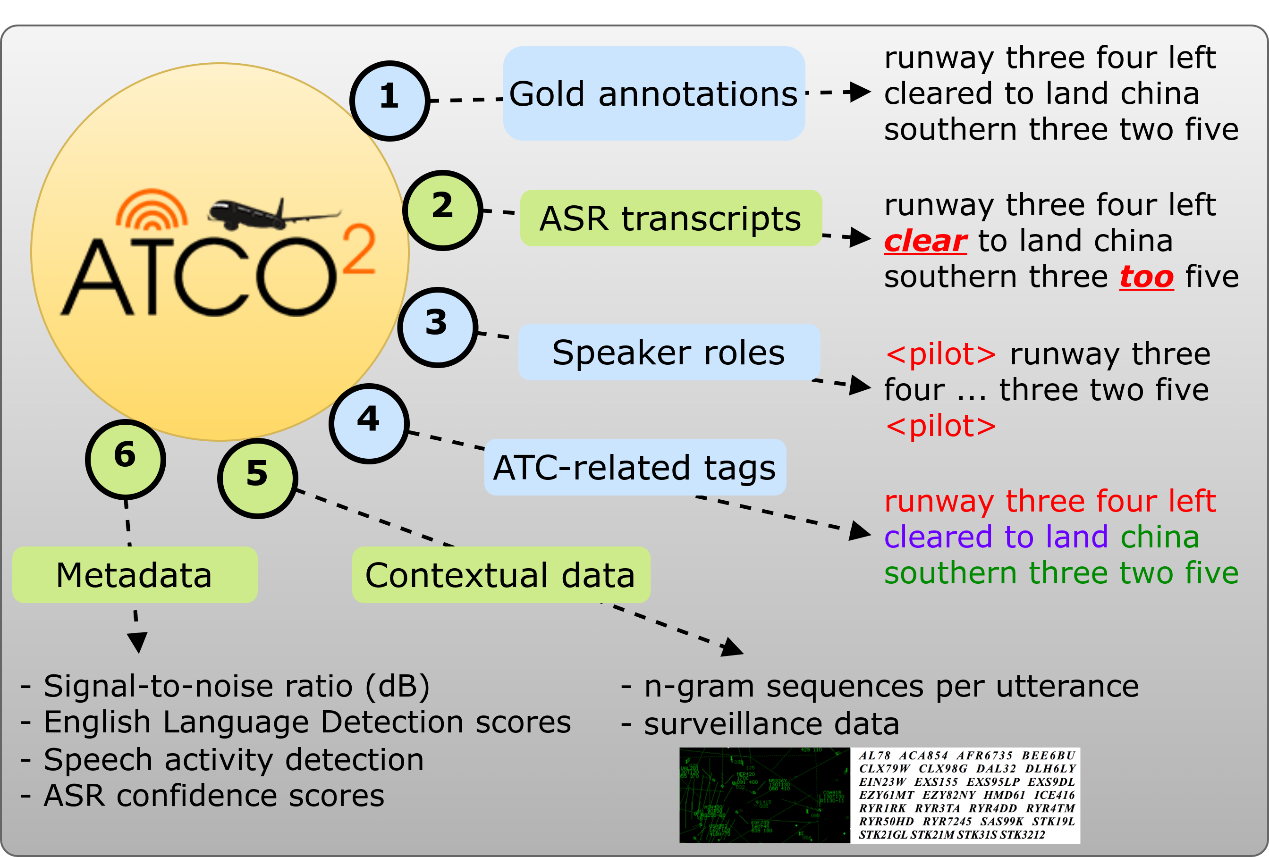 ATCO2
1
Gold annotations
runway three four left
cleared to land china
southern three two five
2
ASR transcripts
runway three four left
clear to land china
southern three too five
3
Speaker roles
<pilot> runway three
four ... three two five
<pilot>
4
ATC-related tags
runway three four left
cleared to land china
southern three two five
6
5
Metadata
Contextual data
- Signal-to-noise ratio (dB)
- English Language Detection scores
- Speech activity detection
- ASR confidence scores
- n-gram sequences per utterance
- surveillance data
AL78 ACA854 AFR6735 BEE6BU
CLX79W CLX98G DAL32 DLH6LY
EIN23W EXS155 EXS95LP EXS9DL
EZY61MT EZY82NY HMD61 ICE416
RYR1RK RYR3TA RYR4DD RYR4TM
RYR50HD RYR7245 SAS99K STK19L
STK21GL STK21M STK31S STK3212